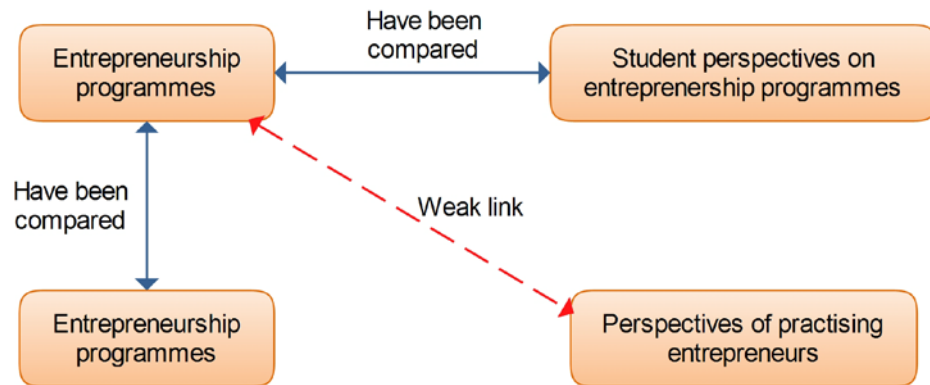 Have been
compared
Entrepreneurship
programmes
Student perspectives on
entreprenership programmes
Have been
compared
Weak link
Entrepreneurship
programmes
Perspectives of practising
entrepreneurs